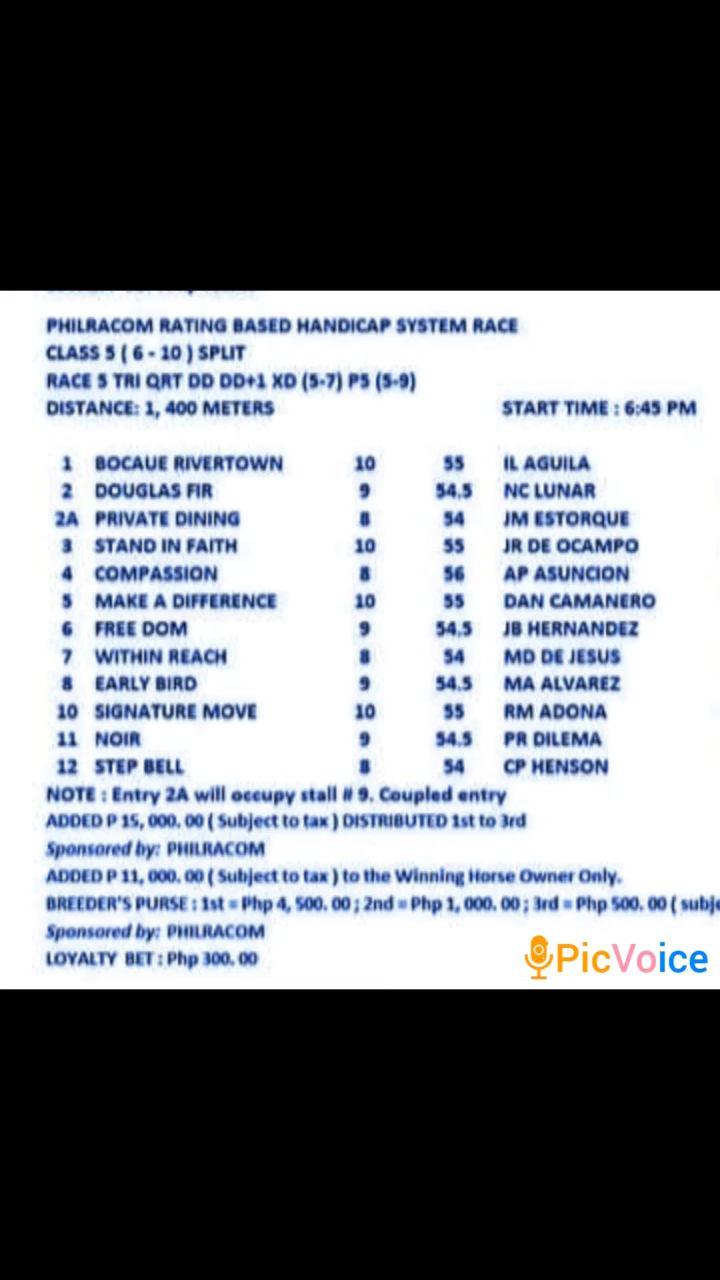 PHILRACOM RATING BASED HANDICAP SYSTEM RACE
CLASS 5 ( 6 - 10 ) SPLIT
RACE 5 TRI QRT DD DD+1 XD (5-7) P5 (5-9)
DISTANCE: 1, 400 METERS START TIME : 6:45 PM
1 BOCAUE RIVERTOWN 10 55 IL AGUILA
2 DOUGLAS FIR 9 54.5 NC LUNAR
2A PRIVATE DINING 8 54 JM ESTORQUE
3 STAND IN FAITH 10 55 JR DE OCAMPO
4 COMPASSION 8 56 AP ASUNCION
5 MAKE A DIFFERENCE 10 55 DAN CAMANERO
6 FREE DOM 9 54.5 JB HERNANDEZ
7 WITHIN REACH 8 54 MD DE JESUS
8 EARLY BIRD 9 54.5 MA ALVAREZ
10 SIGNATURE MOVE 10 55 RM ADONA
11 NOIR 9 54.5 PR DILEMA
12 STEP BELL 8 54 CP HENSON
NOTE : Entry 2A will occupy stall # 9. Coupled entry
ADDED P 15, 000. 00 ( Subject to tax ) DISTRIBUTED 1st to 3rd
Sponsored by: PHILRACOM
ADDED P 11, 000. 00 ( Subject to tax ) to the Winning Horse Owner Only.
BREEDER'S PURSE : 1st = Php 4, 500. 00 ; 2nd = Php 1, 000. 00 ; 3rd = Php 500. 00 ( subje
Sponsored by: PHILRACOM
LOYALTY BET : Php 300. 00
PicVoice